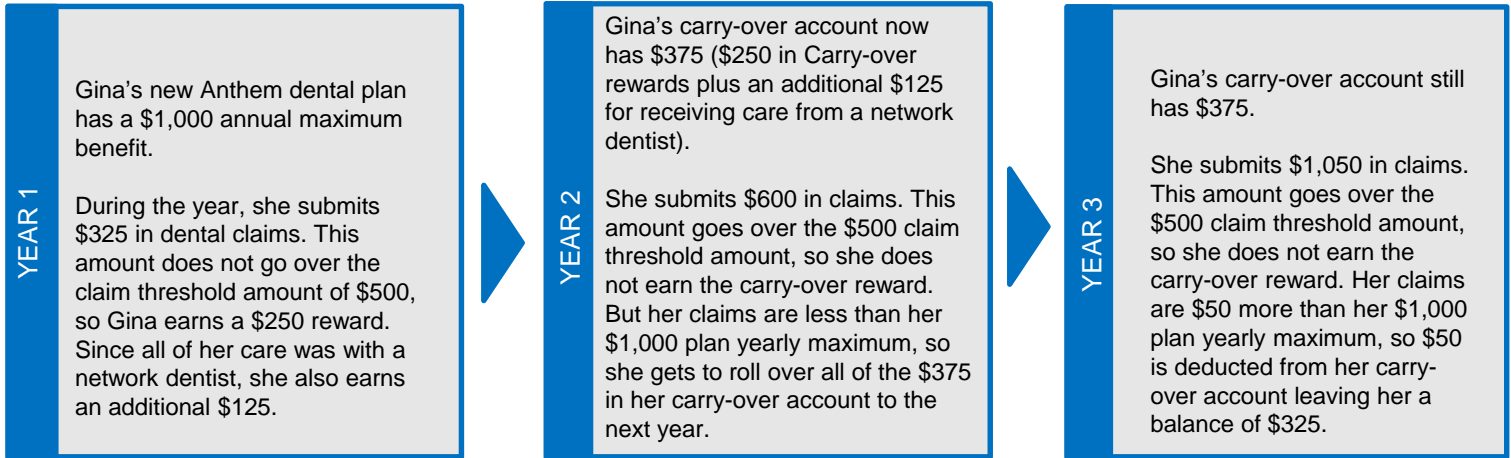 YEAR 1
Gina's new Anthem dental plan
has a $1,000 annual maximum
benefit.
During the year, she submits
$325 in dental claims. This
amount does not go over the
claim threshold amount of $500,
so Gina earns a $250 reward.
Since all of her care was with a
network dentist, she also earns
an additional $125.
YEAR 2
Gina's carry-over account now
has $375 ($250 in Carry-over
rewards plus an additional $125
for receiving care from a network
dentist).
She submits $600 in claims. This
amount goes over the $500 claim
threshold amount, so she does
not earn the carry-over reward.
But her claims are less than her
$1,000 plan yearly maximum, so
she gets to roll over all of the $375
in her carry-over account to the
next year.
YEAR 3
Gina's carry-over account still
has $375.
She submits $1,050 in claims.
This amount goes over the
$500 claim threshold amount,
so she does not earn the
carry-over reward. Her claims
are $50 more than her $1,000
plan yearly maximum, so $50
is deducted from her carry-
over account leaving her a
balance of $325.